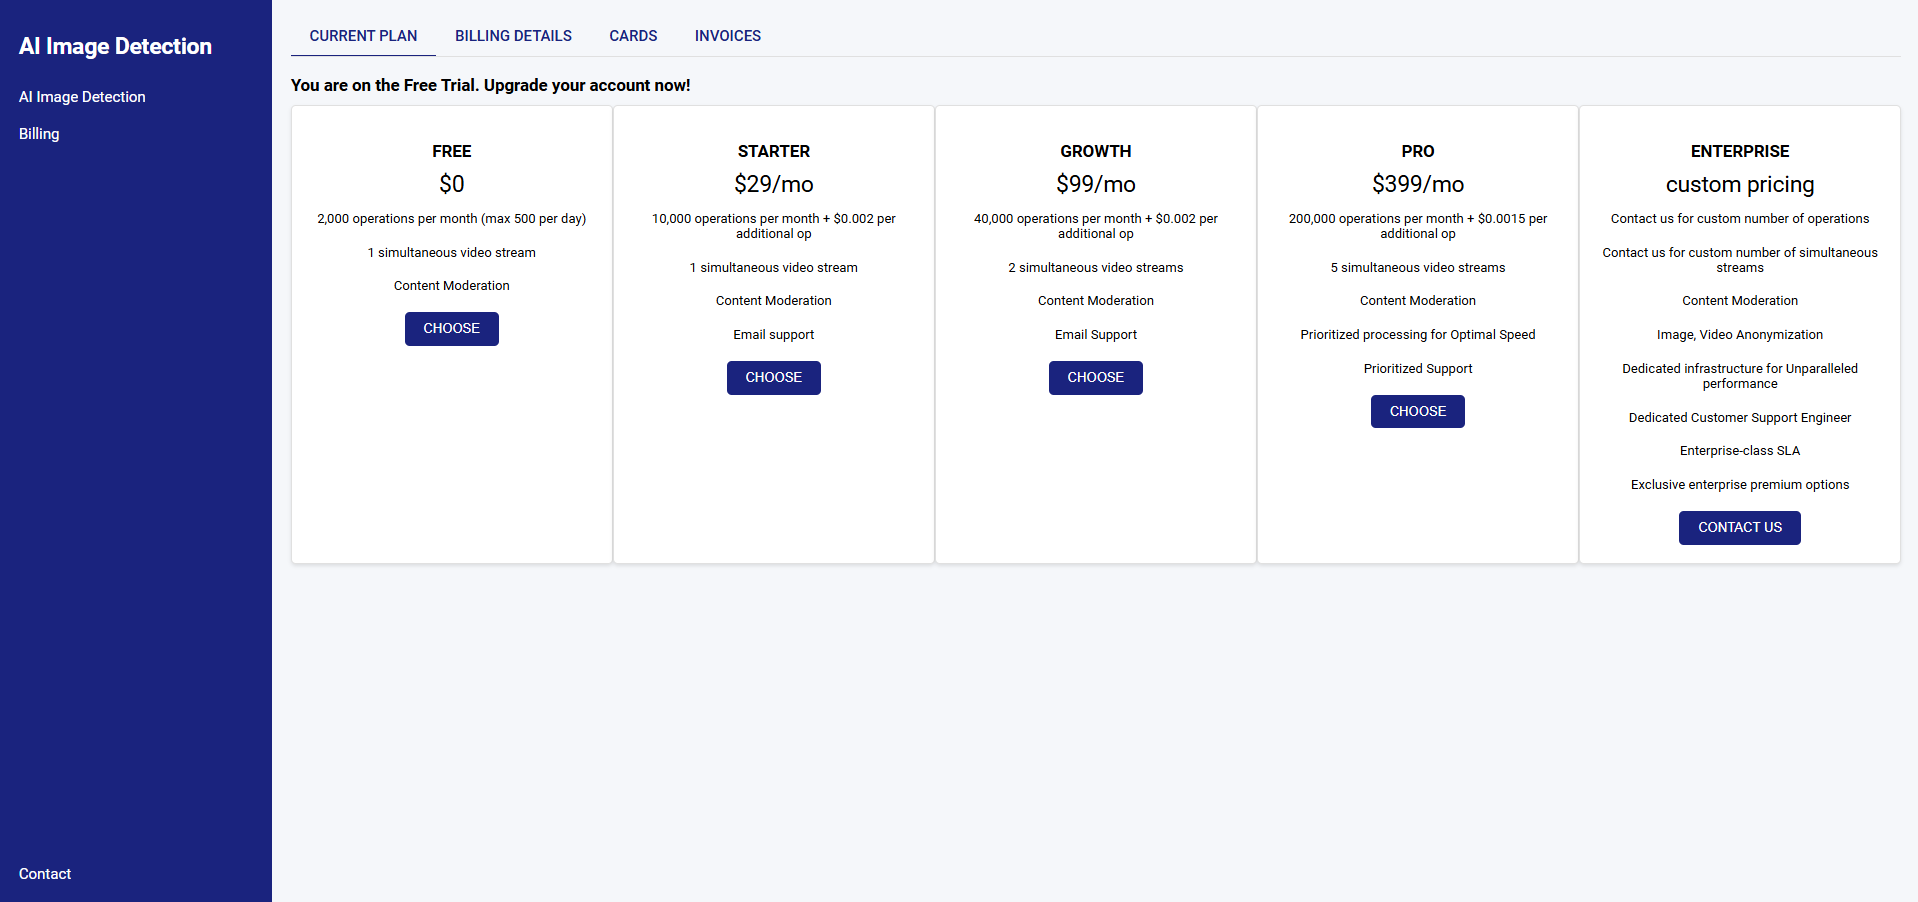 AI Image Detection
AI Image Detection
Billing
Contact
CURRENT PLAN
BILLING DETAILS
CARDS
INVOICES
You are on the Free Trial. Upgrade your account now!
FREE
$0
2,000 operations per month (max 500 per day)
1 simultaneous video stream
Content Moderation
CHOOSE
STARTER
$29/mo
10,000 operations per month + $0.002 per
additional op
1 simultaneous video stream
Content Moderation
Email support
CHOOSE
GROWTH
$99/mo
40,000 operations per month + $0.002 per
additional op
2 simultaneous video streams
Content Moderation
Email Support
CHOOSE
PRO
$399/mo
200,000 operations per month + $0.0015 per
additional op
5 simultaneous video streams
Content Moderation
Prioritized processing for Optimal Speed
Prioritized Support
CHOOSE
ENTERPRISE
custom pricing
Contact us for custom number of operations
Contact us for custom number of simultaneous
streams
Content Moderation
Image, Video Anonymization
Dedicated infrastructure for Unparalleled
performance
Dedicated Customer Support Engineer
Enterprise-class SLA
Exclusive enterprise premium options
CONTACT US